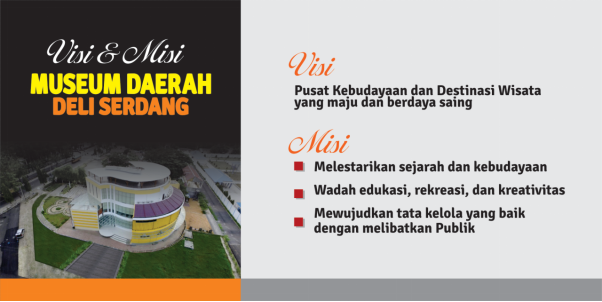 Visi & Misi
MUSEUM DAERAH
DELI SERDANG
Visi
Pusat Kebudayaan dan Destinasi Wisata
yang maju dan berdaya saing
Misi
Melestarikan sejarah dan kebudayaan
Wadah edukasi, rekreasi, dan kreativitas
Mewujudkan tata kelola yang baik
dengan melibatkan Publik